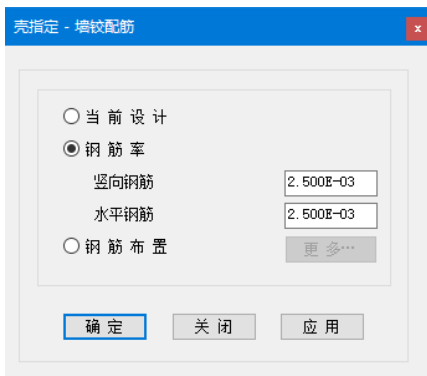 壳指定 - 墙铰配筋
x
当 前 设 计
钢 筋 率
竖向钢筋 2.500E-03
水平钢筋 2.500E-03
钢 筋 布 置 更 多…
确 定 关 闭 应 用